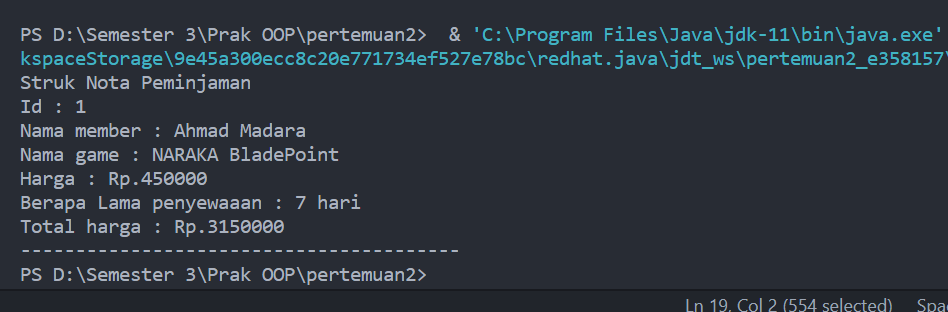 PS D:\Semester 3\Prak OOP\pertemuan2>  & 'C:\Program Files\Java\jdk-11\bin\java.exe'
kspaceStorage\9e45a300ecc8c20e771734ef527e78bc\redhat.java\jdt_ws\pertemuan2_e358157\
Struk Nota Peminjaman
Id : 1
Nama member : Ahmad Madara
Nama game : NARAKA BladePoint
Harga : Rp.450000
Berapa Lama penyewaaan : 7 hari
Total harga : Rp.3150000
----------------------------------------
PS D:\Semester 3\Prak OOP\pertemuan2>
Ln 19, Col 2 (554 selected)